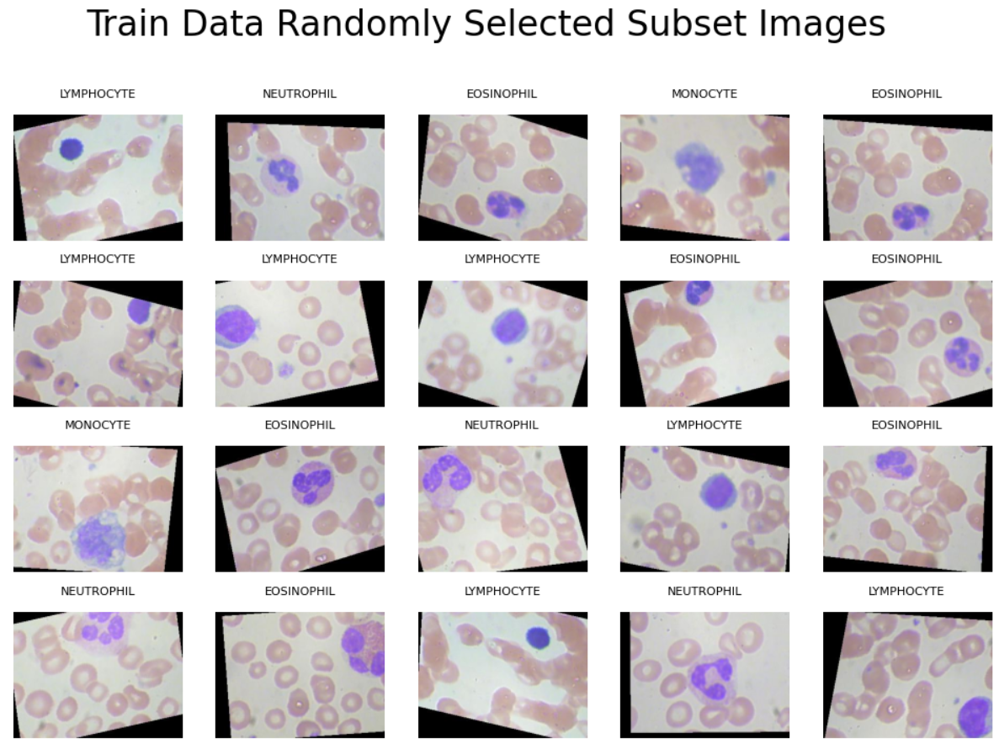 Train Data Randomly Selected Subset Images
LYMPHOCYTE NEUTROPHIL EOSINOPHIL MONOCYTE EOSINOPHIL
LYMPHOCYTE LYMPHOCYTE LYMPHOCYTE EOSINOPHIL EOSINOPHIL
MONOCYTE EOSINOPHIL NEUTROPHIL LYMPHOCYTE EOSINOPHIL
NEUTROPHIL EOSINOPHIL LYMPHOCYTE NEUTROPHIL LYMPHOCYTE